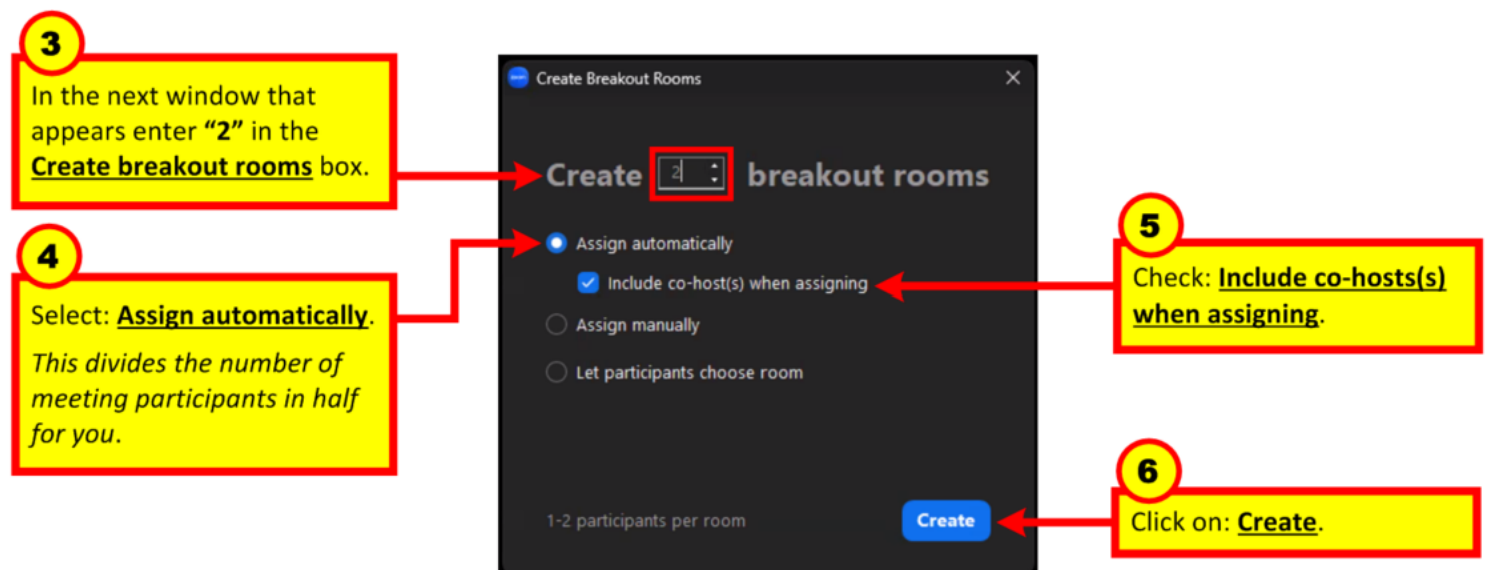 3
In the next window that
appears enter “2” in the
Create breakout rooms box.
4
Select: Assign automatically.
This divides the number of
meeting participants in half
for you.
Create Breakout Rooms
Create 2 breakout rooms
Assign automatically
Include co-host(s) when assigning
Assign manually
Let participants choose room
1-2 participants per room
Create
5
Check: Include co-hosts(s)
when assigning.
6
Click on: Create.